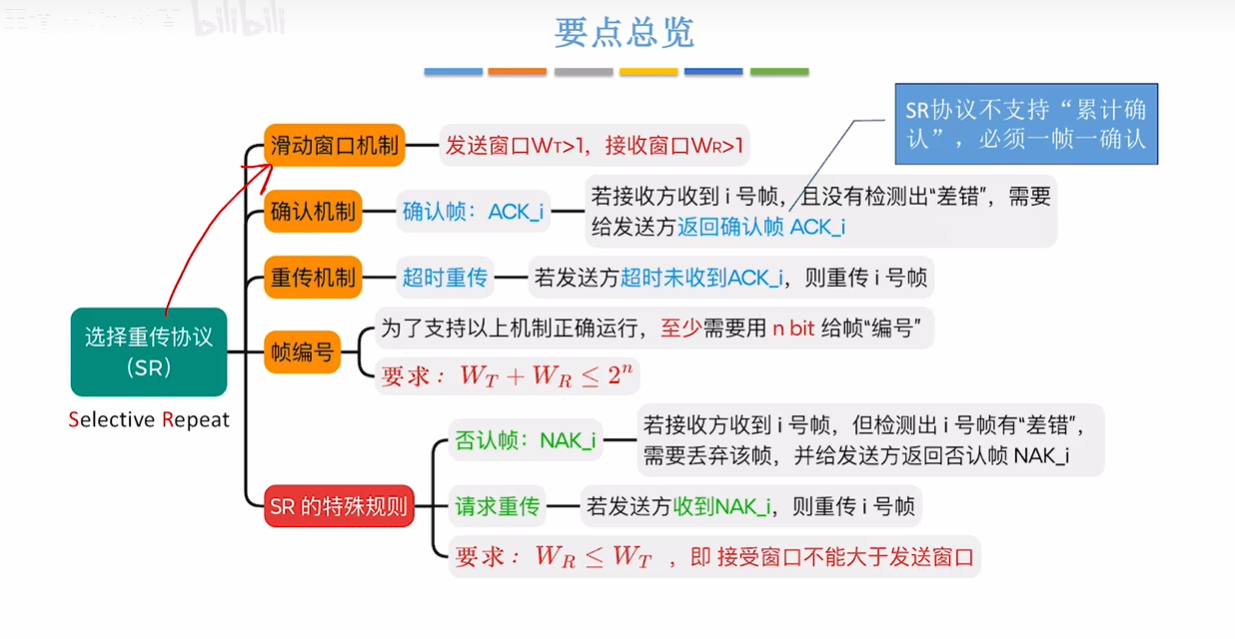 bilibili
要点总览
SR协议不支持“累计确
认”，必须一帧一确认
滑动窗口机制
发送窗口WT>1，接收窗口WR>1
确认机制
确认帧：ACK_i
若接收方收到 i 号帧，且没有检测出“差错”，需要
给发送方返回确认帧 ACK_i
重传机制
超时重传
若发送方超时未收到ACK_i，则重传 i 号帧
选择重传协议
(SR)
Selective Repeat
帧编号
为了支持以上机制正确运行，至少需要用 n bit 给帧“编号”
要求：W_T + W_R ≤ 2^n
SR 的特殊规则
否认帧：NAK_i
若接收方收到 i 号帧，但检测出 i 号帧有“差错”，
需要丢弃该帧，并给发送方返回否认帧 NAK_i
请求重传
若发送方收到NAK_i，则重传 i 号帧
要求：W_R ≤ W_T ，即 接受窗口不能大于发送窗口